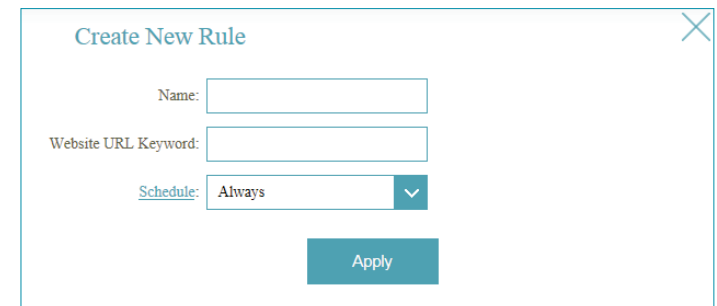 Create New Rule
Name:
Website URL Keyword:
Schedule: Always
Apply